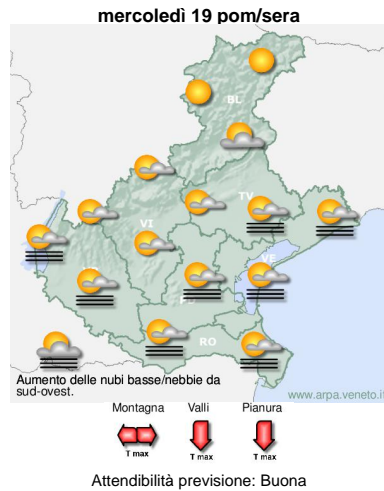 mercoledì 19 pom/sera
BL
TV
VI
VE
RO
Aumento delle nubi basse/nebbie da
sud-ovest.
www.arpa.veneto.it
Montagna Valli Pianura
T max T max T max
Attendibilità previsione: Buona